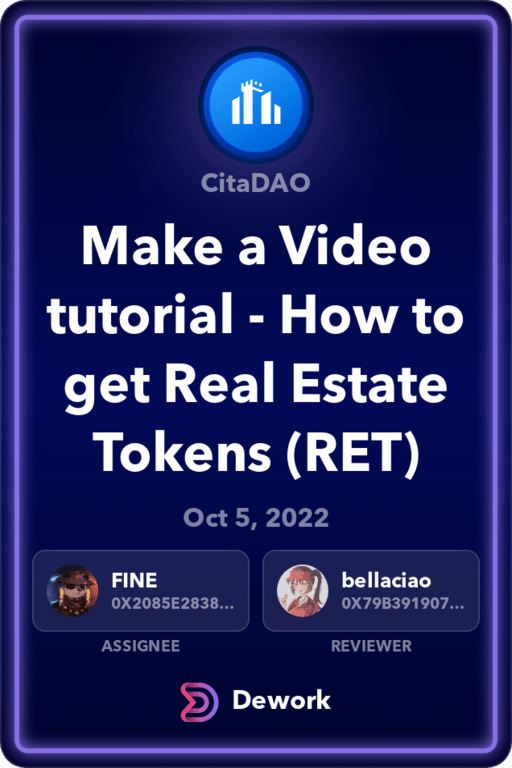 CitaDAO
Make a Video
tutorial - How to
get Real Estate
Tokens (RET)
Oct 5, 2022
FINE
0X2085E2838...
ASSIGNEE
bellaciao
0X79B391907...
REVIEWER
Dework